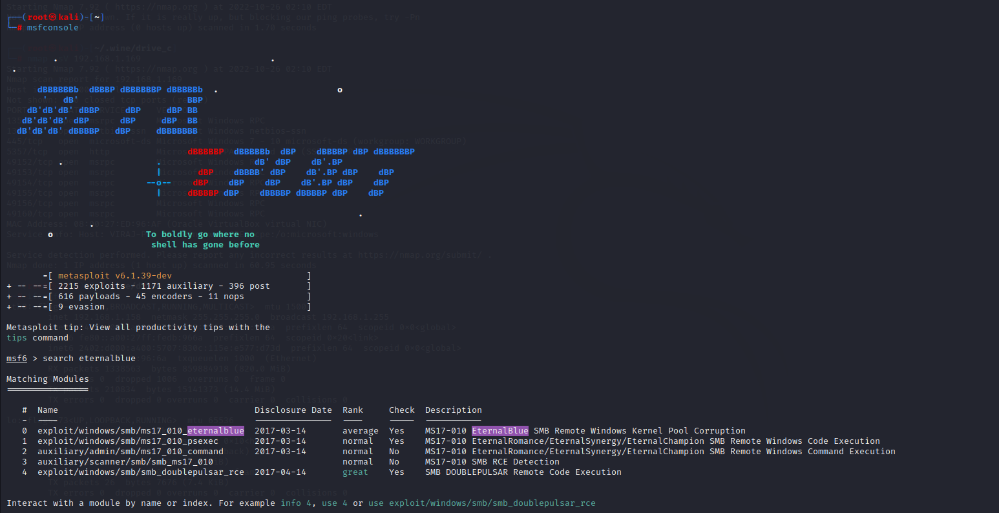 ┌──(root㉿kali)-[~]
└─# msfconsole
dBBBBBBb  dBBBP dBBBBBBP dBBBBBb  .                       o
'   dB'                     BBP
dB'dB'dB' dBBP     dBP     dBP BB
dB'dB'dB' dBP      dBP     dBP  BB
dB'dB'dB' dBBBBP   dBP     dBBBBBBB
dBBBBBP  dBBBBBb  dBP    dBBBBP dBP dBBBBBBP
.                  dB' dBP    dB'.BP
|       dBP    dBBBB' dBP    dB'.BP dBP    dBP
--o--    dBP    dBP    dBP    dB'.BP dBP    dBP
|     dBBBBP dBP    dBBBBP dBBBBP dBP    dBP
o                  To boldly go where no
shell has gone before
=[ metasploit v6.1.39-dev                          ]
+ -- --=[ 2215 exploits - 1171 auxiliary - 396 post       ]
+ -- --=[ 616 payloads - 45 encoders - 11 nops            ]
+ -- --=[ 9 evasion                                       ]
Metasploit tip: View all productivity tips with the
tips command
msf6 > search eternalblue
Matching Modules
================
#  Name                                      Disclosure Date  Rank     Check  Description
-  ----                                      ---------------  ----     -----  -----------
0  exploit/windows/smb/ms17_010_eternalblue  2017-03-14       average  Yes    MS17-010 EternalBlue SMB Remote Windows Kernel Pool Corruption
1  exploit/windows/smb/ms17_010_psexec       2017-03-14       normal   Yes    MS17-010 EternalRomance/EternalSynergy/EternalChampion SMB Remote Windows Code Execution
2  auxiliary/admin/smb/ms17_010_command      2017-03-14       normal   No     MS17-010 EternalRomance/EternalSynergy/EternalChampion SMB Remote Windows Command Execution
3  auxiliary/scanner/smb/smb_ms17_010                         normal   No     MS17-010 SMB RCE Detection
4  exploit/windows/smb/smb_doublepulsar_rce  2017-04-14       great    Yes    SMB DOUBLEPULSAR Remote Code Execution
Interact with a module by name or index. For example info 4, use 4 or use exploit/windows/smb/smb_doublepulsar_rce